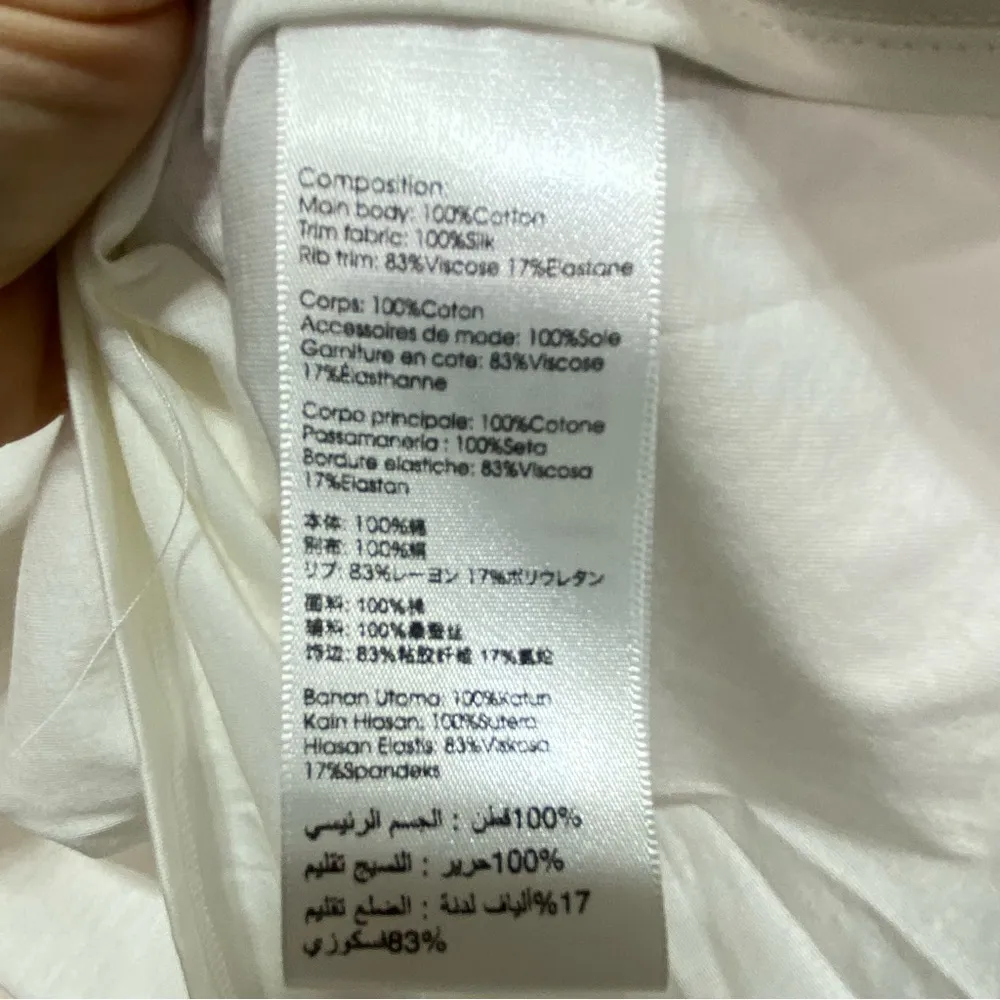 Composition:
Main body: 100%Cotton
Trim fabric: 100%Silk
Rib trim: 83%Viscose 17%Elastane
Corps: 100%Coton
Accessoires de mode: 100%Soie
Garniture en cote: 83%Viscose
17%Élasthanne
Corpo principale: 100%Cotone
Passamaneria : 100%Seta
Bordure elastiche: 83%Viscosa
17%Elastan
本体: 100%綿
別布: 100%絹
リブ: 83%レーヨン 17%ポリウレタン
面料: 100%棉
辅料: 100%桑蚕丝
饰边: 83%粘胶纤维 17%氨纶
Bahan Utama: 100%Katun
Kain Hiasan: 100%Sutera
Hiasan Elastis: 83%Viskosa
17%Spandeks
100%قطن : الجسم الرئيسي
100%حرير : النسيج تقليم
17%ألياف لدنة : الضلع تقليم
83%فسكوزي